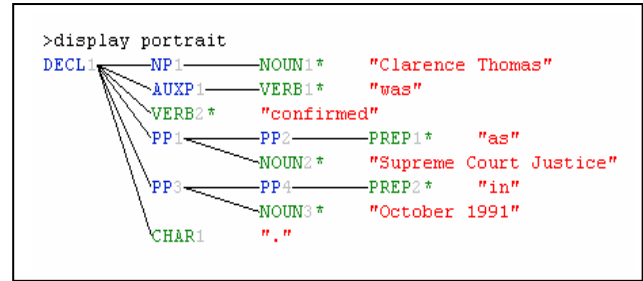 >display portrait
DECL1 NP1 NOUN1* "Clarence Thomas"
AUXP1 VERB1* "was"
VERB2* "confirmed"
PP1 PP2 PREP1* "as"
NOUN2* "Supreme Court Justice"
PP3 PP4 PREP2* "in"
NOUN3* "October 1991"
CHAR1 "."